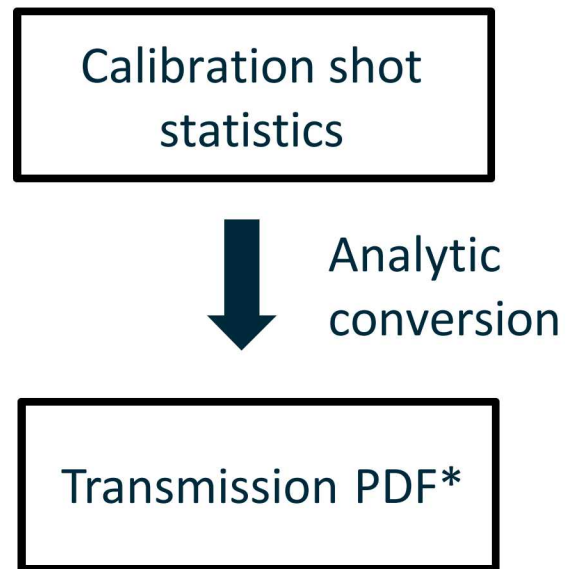 Calibration shot
statistics
Analytic
conversion
Transmission PDF*